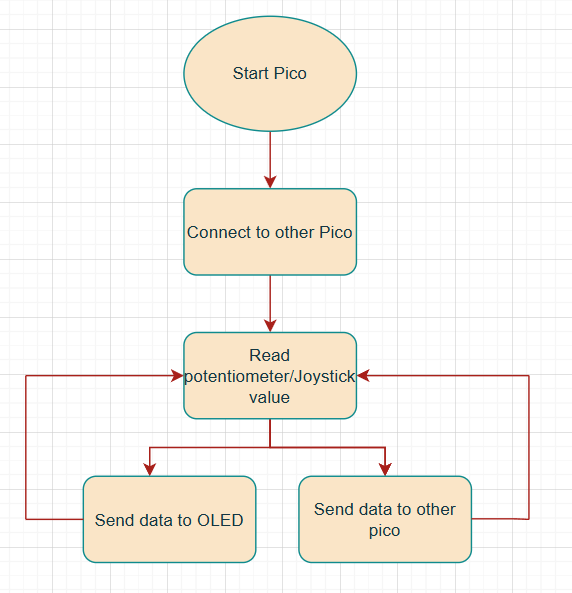 Start Pico
Connect to other Pico
Read
potentiometer/Joystick
value
Send data to OLED
Send data to other
pico